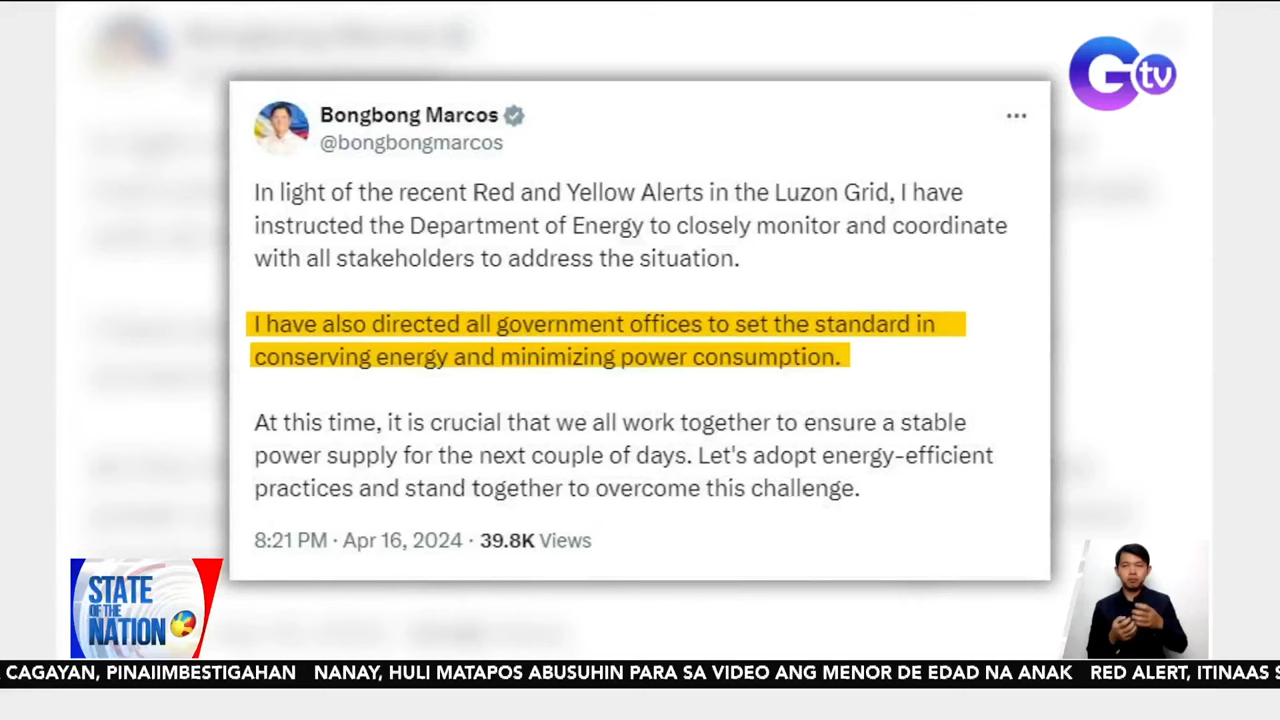 G tv
Bongbong Marcos
@bongbongmarcos
In light of the recent Red and Yellow Alerts in the Luzon Grid, I have
instructed the Department of Energy to closely monitor and coordinate
with all stakeholders to address the situation.
I have also directed all government offices to set the standard in
conserving energy and minimizing power consumption.
At this time, it is crucial that we all work together to ensure a stable
power supply for the next couple of days. Let's adopt energy-efficient
practices and stand together to overcome this challenge.
8:21 PM · Apr 16, 2024 · 39.8K Views
STATE
OF THE
NATION
CAGAYAN, PINAIIMBESTIGAHAN NANAY, HULI MATAPOS ABUSUHIN PARA SA VIDEO ANG MENOR DE EDAD NA ANAK RED ALERT, ITINAAS S